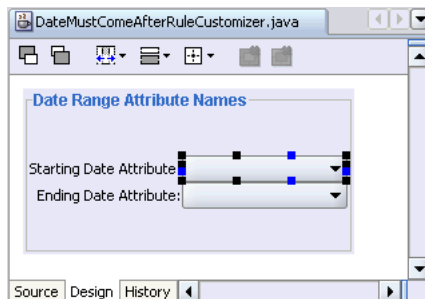 DateMustComeAfterRuleCustomizer.java
Date Range Attribute Names
Starting Date Attribute
Ending Date Attribute:
Source Design History